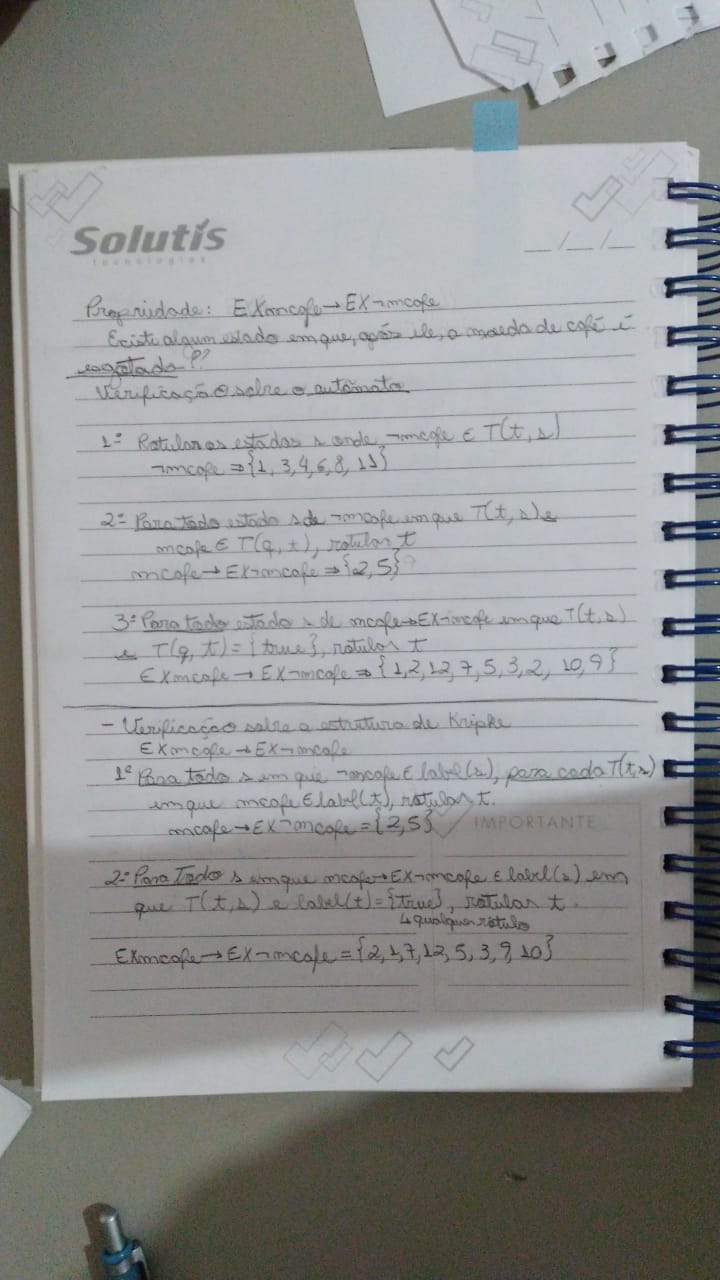 Solutis
tecnologias
__/__/__
Propriedade: EXmcafe→EX¬mcafe
Existe algum estado em que, após ele, a moeda de café é
esgotada?
Verificação sobre o autômato
1º Rotular os estados s onde ¬mcafe ∈ T(t,s)
¬mcafe ⇒ {1, 3, 4, 6, 8, 11}
2º Para todo estado s de ¬mcafe em que T(t,s) e
mcafe ∈ T(q,t), rotular t
mcafe→EX¬mcafe ⇒ {2,5}
3º Para todo estado s de mcafe→EX¬mcafe em que T(t,s)
e T(q,t)={true}, rotular t
EXmcafe→EX¬mcafe ⇒ {1,2,12,7,5,3,2, 10,9}
- Verificação sobre a estrutura de Kripke
EXmcafe→EX¬mcafe
1º Para todo s em que ¬mcafe ∈ label(s), para cada T(t,s)
em que mcafe ∈ label(t), rotular t.
mcafe→EX¬mcafe = {2,5}
IMPORTANTE
2º Para Todo s em que mcafe→EX¬mcafe ∈ label(s) em
que T(t,s) e label(t)={true}, rotular t.
↳ qualquer rótulo
EXmcafe→EX¬mcafe = {2,1,7,12,5,3,9,10}